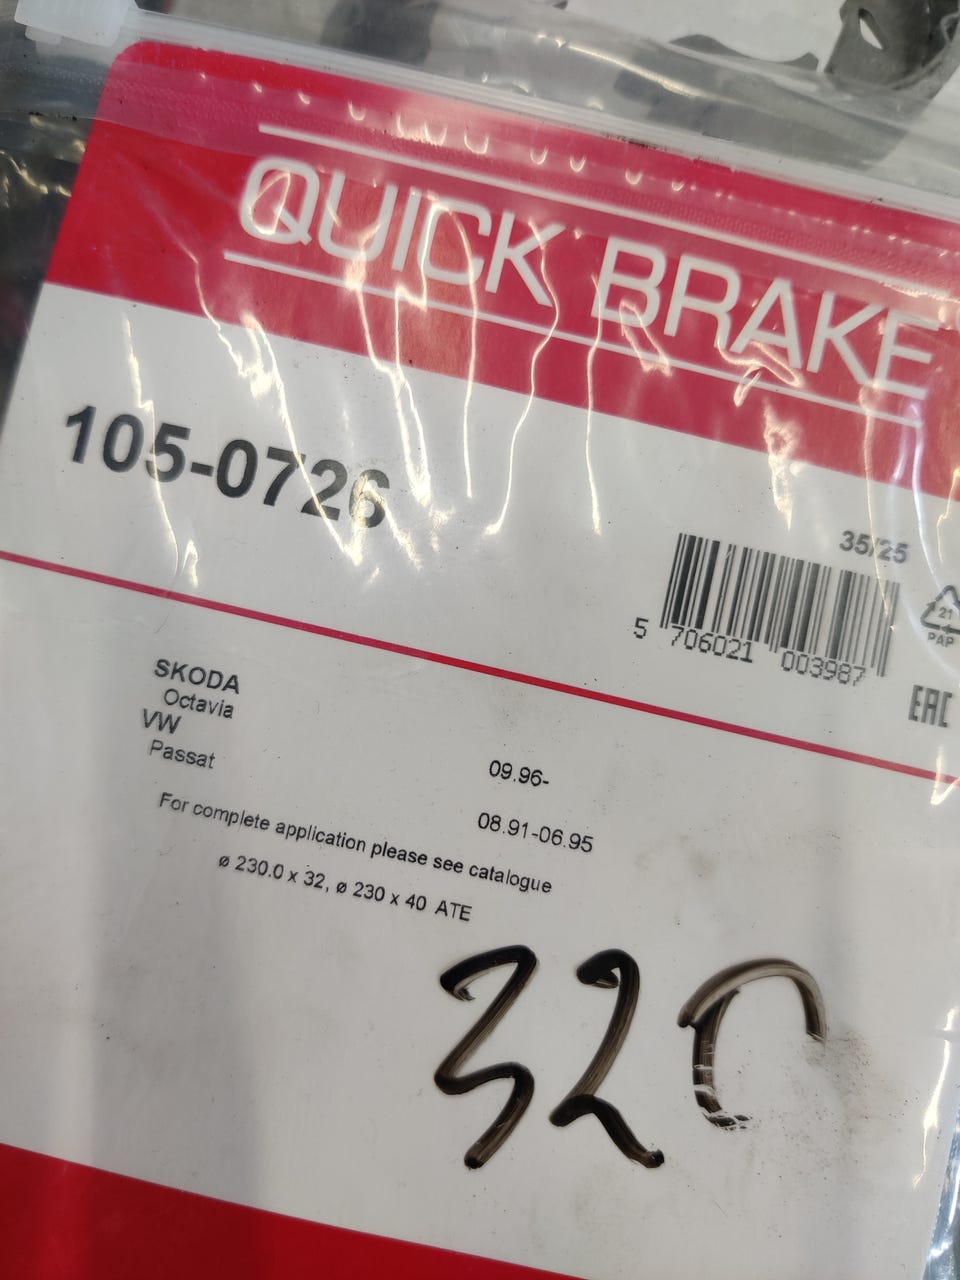 QUICK BRAKE
105-0726
35/25
5 706021 003987
21
PAP
EAC
SKODA
Octavia 09.96-
VW
Passat 08.91-06.95
For complete application please see catalogue
ø 230.0 x 32, ø 230 x 40 ATE
320